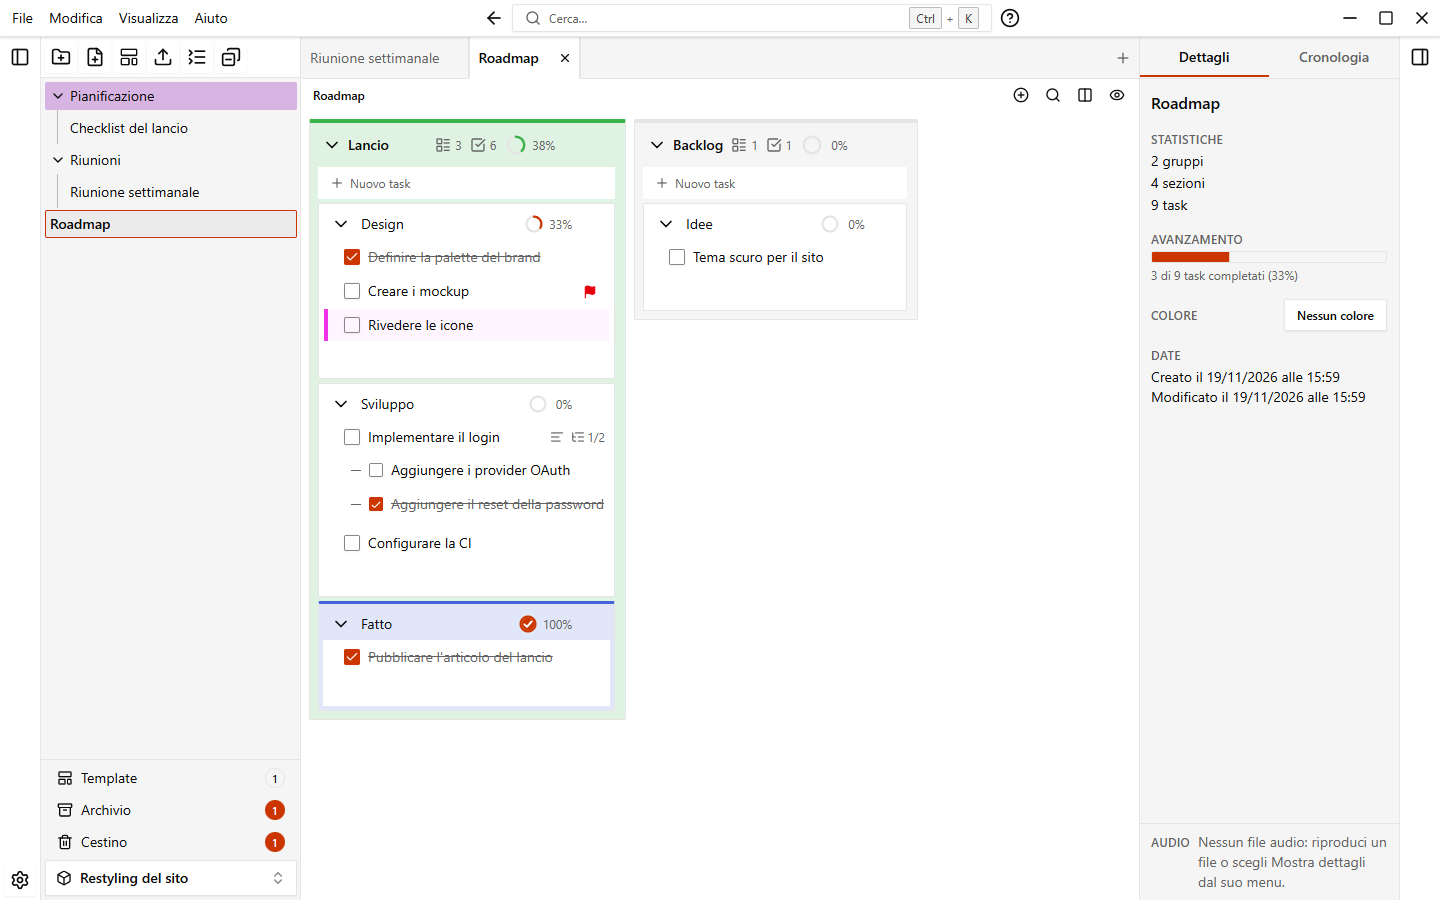 File Modifica Visualizza Aiuto
Cerca...
Ctrl + K
Pianificazione
Checklist del lancio
Riunioni
Riunione settimanale
Roadmap
Template 1
Archivio 1
Cestino 1
Restyling del sito
Riunione settimanale
Roadmap
Roadmap
Lancio 3 6 38%
Nuovo task
Design 33%
Definire la palette del brand
Creare i mockup
Rivedere le icone
Sviluppo 0%
Implementare il login 1/2
Aggiungere i provider OAuth
Aggiungere il reset della password
Configurare la CI
Fatto 100%
Pubblicare l'articolo del lancio
Backlog 1 1 0%
Nuovo task
Idee 0%
Tema scuro per il sito
Dettagli Cronologia
Roadmap
STATISTICHE
2 gruppi
4 sezioni
9 task
AVANZAMENTO
3 di 9 task completati (33%)
COLORE Nessun colore
DATE
Creato il 19/11/2026 alle 15:59
Modificato il 19/11/2026 alle 15:59
AUDIO Nessun file audio: riproduci un
file o scegli Mostra dettagli
dal suo menu.